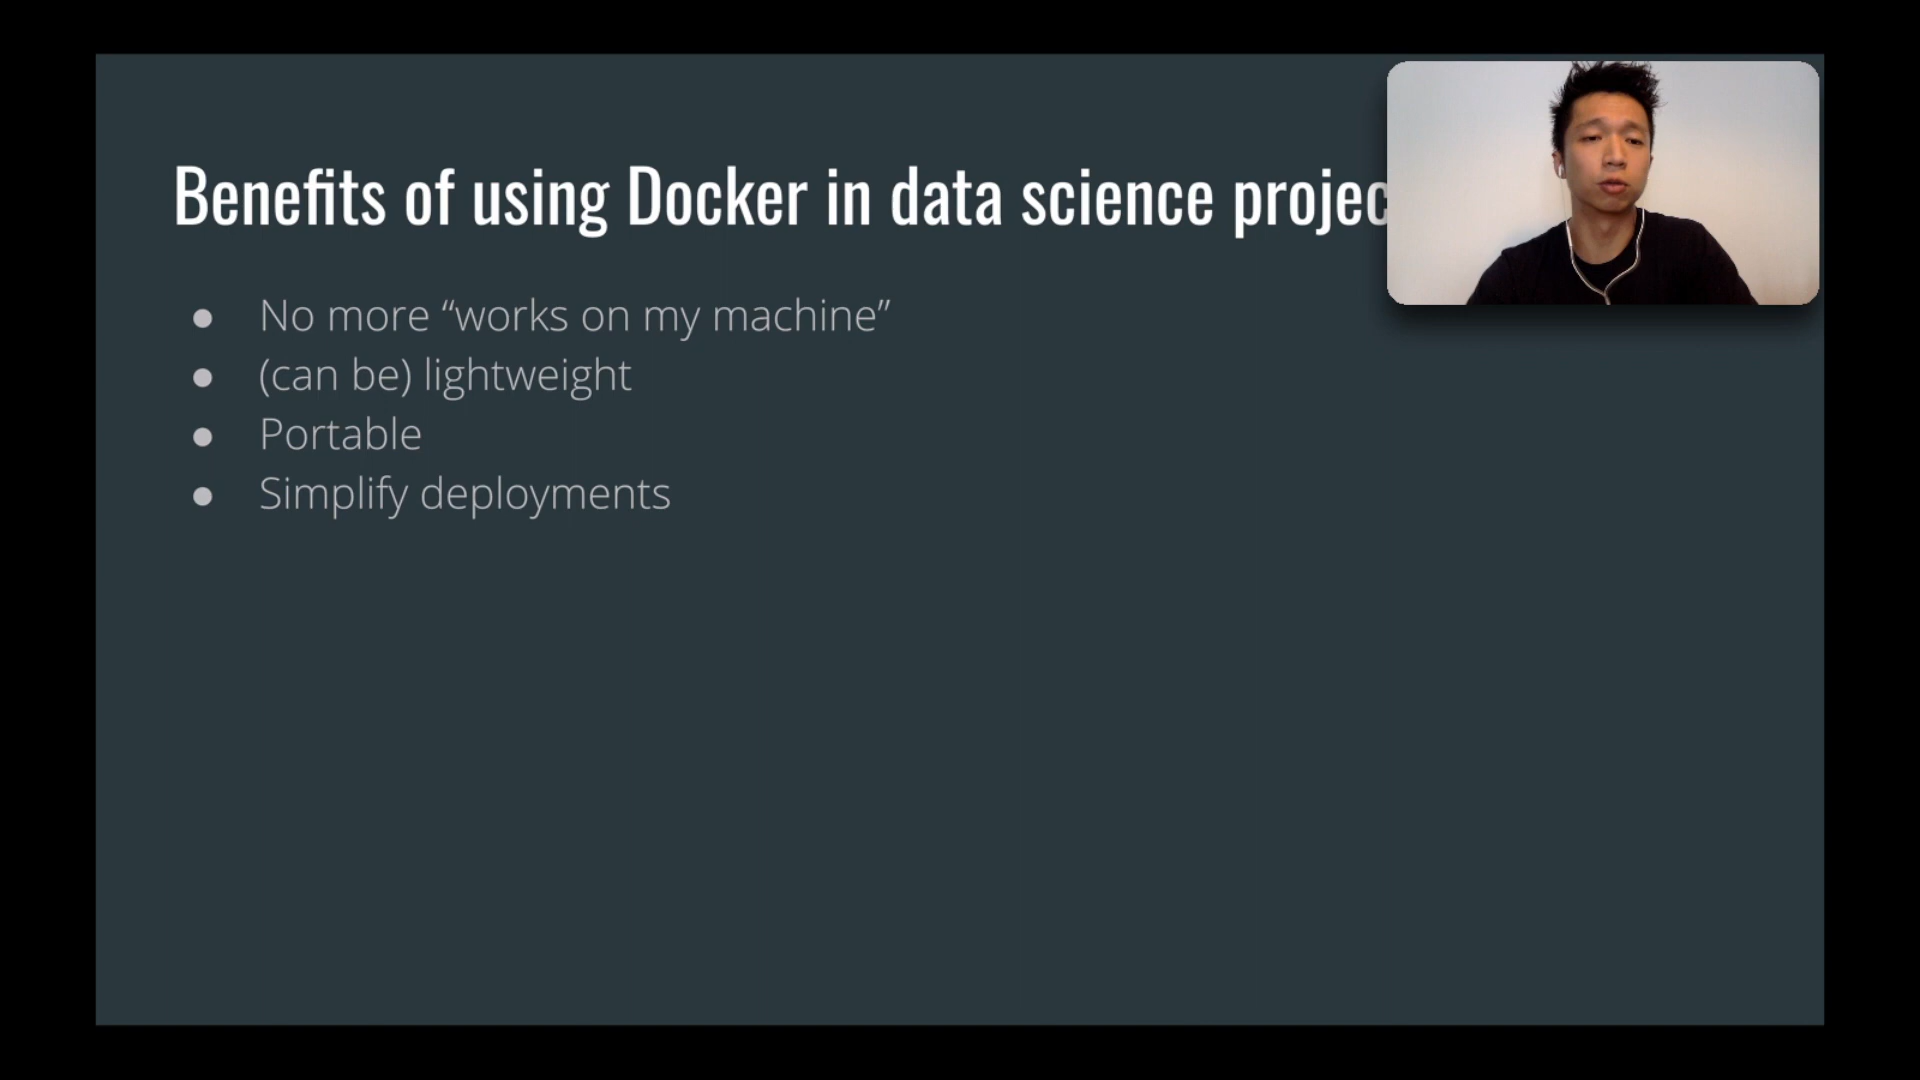 Benefits of using Docker in data science projec
No more “works on my machine”
(can be) lightweight
Portable
Simplify deployments